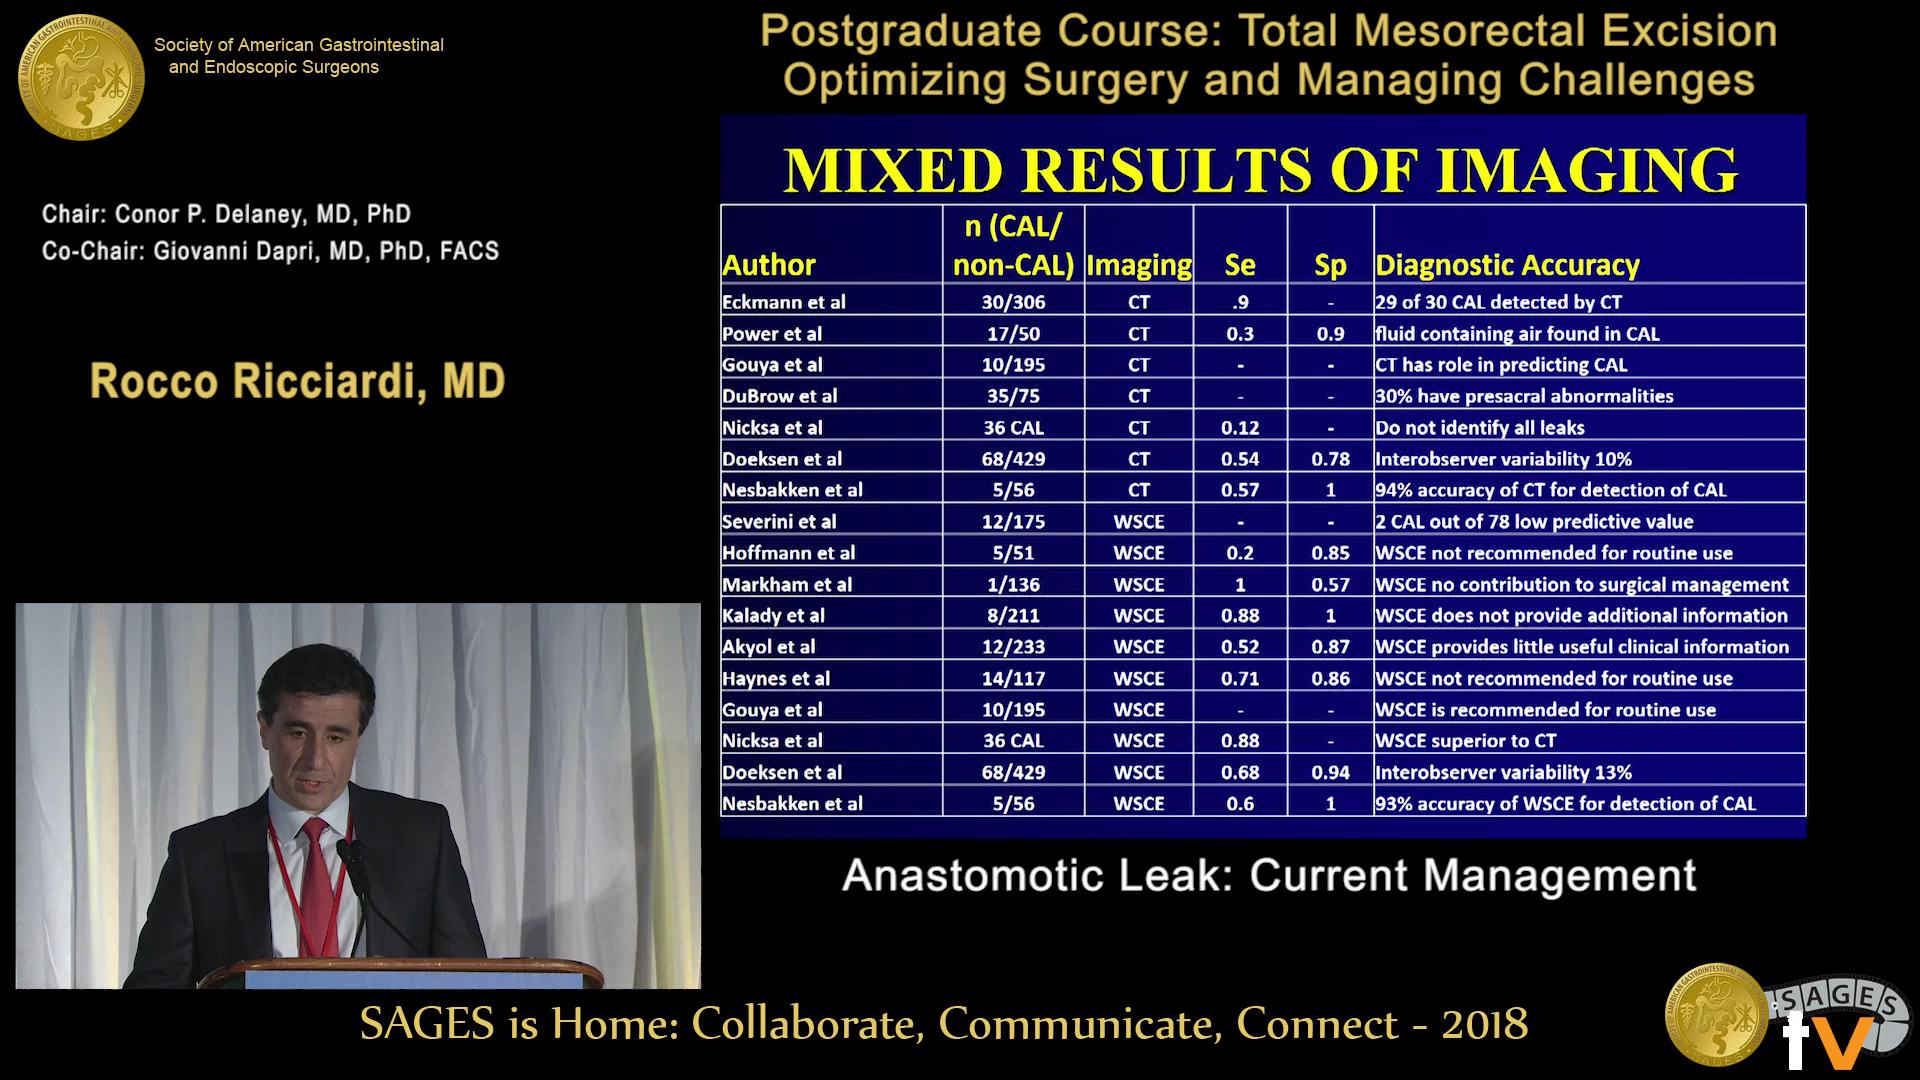 Society of American Gastrointestinal
and Endoscopic Surgeons
SAGES
Postgraduate Course: Total Mesorectal Excision
Optimizing Surgery and Managing Challenges
Chair: Conor P. Delaney, MD, PhD
Co-Chair: Giovanni Dapri, MD, PhD, FACS
Rocco Ricciardi, MD
MIXED RESULTS OF IMAGING
Author n (CAL/ non-CAL) Imaging Se Sp Diagnostic Accuracy
Eckmann et al 30/306 CT .9 - 29 of 30 CAL detected by CT
Power et al 17/50 CT 0.3 0.9 fluid containing air found in CAL
Gouya et al 10/195 CT - - CT has role in predicting CAL
DuBrow et al 35/75 CT - - 30% have presacral abnormalities
Nicksa et al 36 CAL CT 0.12 - Do not identify all leaks
Doeksen et al 68/429 CT 0.54 0.78 Interobserver variability 10%
Nesbakken et al 5/56 CT 0.57 1 94% accuracy of CT for detection of CAL
Severini et al 12/175 WSCE - - 2 CAL out of 78 low predictive value
Hoffmann et al 5/51 WSCE 0.2 0.85 WSCE not recommended for routine use
Markham et al 1/136 WSCE 1 0.57 WSCE no contribution to surgical management
Kalady et al 8/211 WSCE 0.88 1 WSCE does not provide additional information
Akyol et al 12/233 WSCE 0.52 0.87 WSCE provides little useful clinical information
Haynes et al 14/117 WSCE 0.71 0.86 WSCE not recommended for routine use
Gouya et al 10/195 WSCE - - WSCE is recommended for routine use
Nicksa et al 36 CAL WSCE 0.88 - WSCE superior to CT
Doeksen et al 68/429 WSCE 0.68 0.94 Interobserver variability 13%
Nesbakken et al 5/56 WSCE 0.6 1 93% accuracy of WSCE for detection of CAL
Anastomotic Leak: Current Management
SAGES is Home: Collaborate, Communicate, Connect - 2018
SAGES
tv